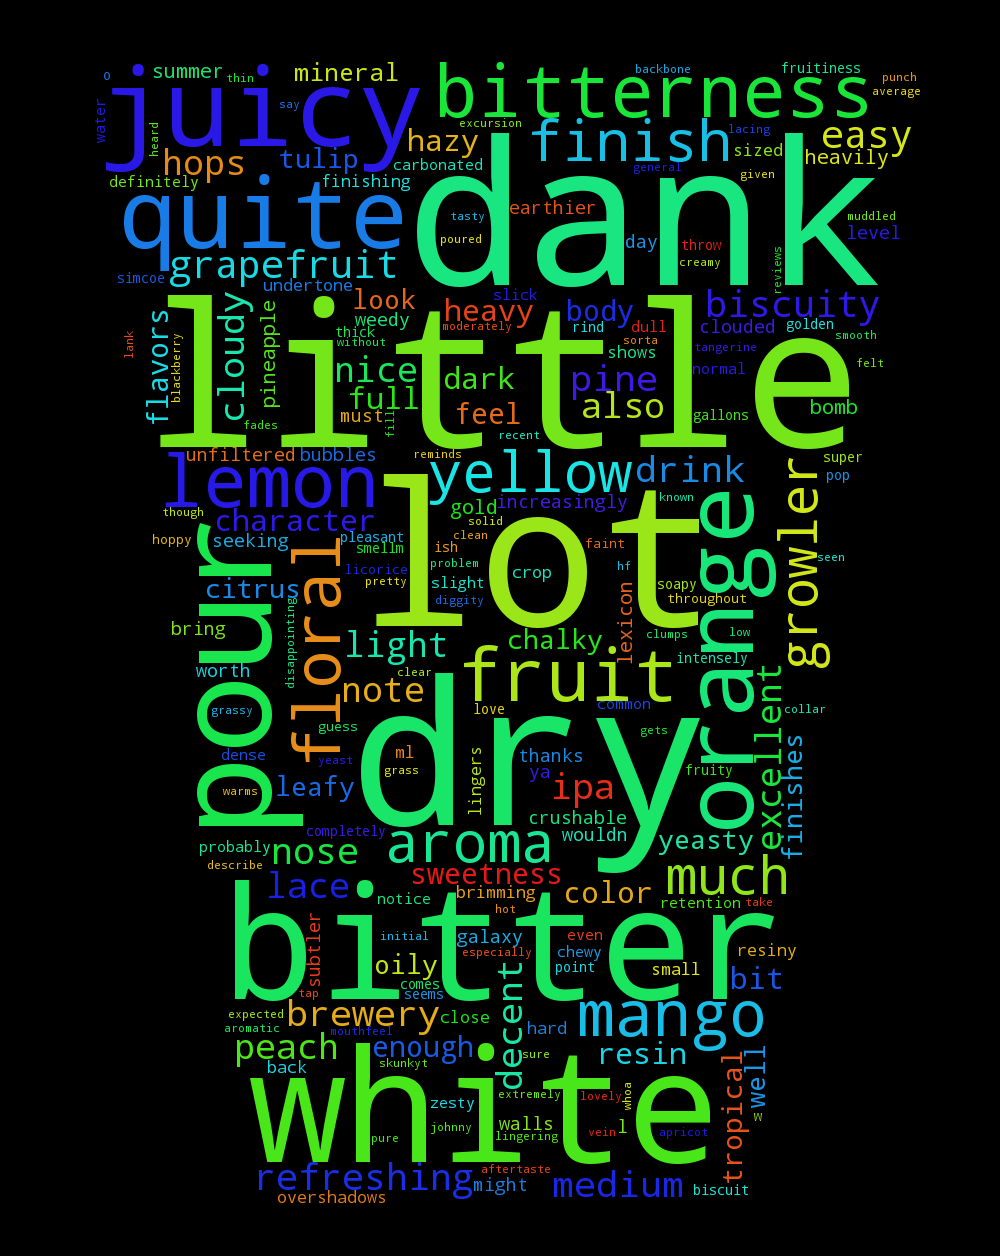 o
summer
thin
mineral
backbone
fruitiness
punch
average
juicy
bitterness
water
say
heard
excursion
hazy
finish
lacing
sized
easy
heavily
hops
tulip
carbonated
general
given
definitely
finishing
dank
quite
earthier
tasty
poured
day
throw
creamy
muddled
level
reviews
simcoe
grapefruit
undertone
look
slick
heavy
body
biscuity
flavors
cloudy
pineapple
weedy
thick
without
moderately
rind
dull
sorta
clouded
golden
smooth
lank
blackberry
little
nice
dark
shows
tangerine
normal
felt
full
pine
also
gallons
bomb
must
fill
feel
fades
recent
unfiltered
bubbles
reminds
yellow
drink
super
pop
lemon
though
character
lot
gold
increasingly
solid
known
orange
growler
hoppy
seeking
pleasant
smellm
ish
clean
problem
faint
seen
pour
floral
licorice
pretty
slight
crop
hf
soapy
throughout
citrus
diggity
disappointing
bring
light
chalky
lexicon
clumps
low
worth
clear
fruit
intensely
grassy
note
love
common
collar
excellent
guess
gets
dense
yeast
ml
grass
dry
lingers
thanks
ya
fruity
finishes
warms
leafy
ipa
completely
crushable
wouldn
yeasty
probably
nose
aroma
describe
sweetness
much
lace
notice
brimming
hot
color
retention
take
bitter
subtler
initial
galaxy
especially
even
chewy
point
resiny
oily
comes
seems
small
bit
tap
expected
aromatic
brewery
mouthfeel
close
decent
hard
mango
peach
back
enough
skunkyt
sure
resin
tropical
well
white
zesty
extremely
lovely
whoa
w
pure
johnny
walls
lingering
vein
l
apricot
refreshing
aftertaste
might
medium
biscuit
overshadows